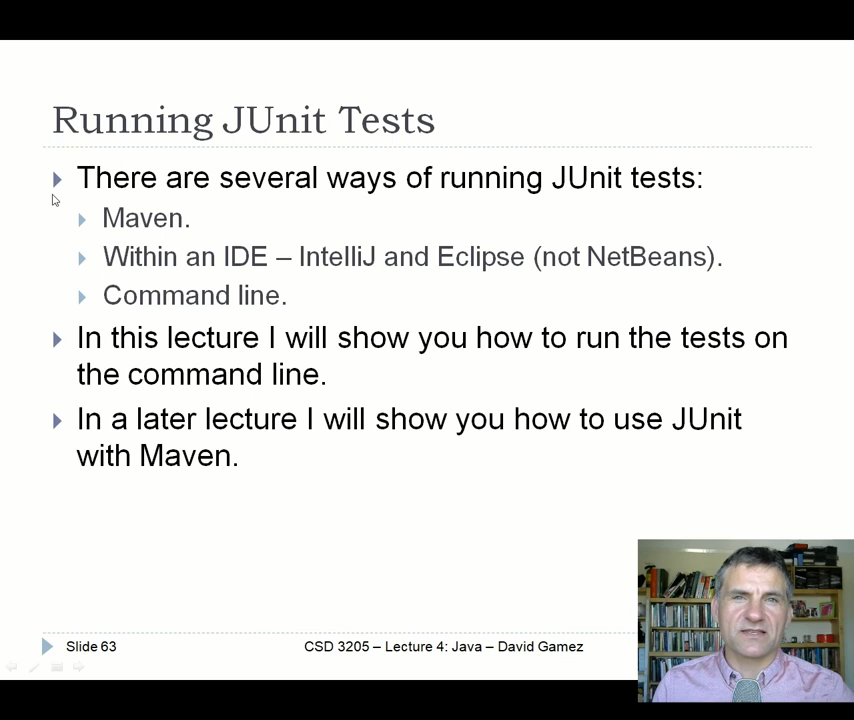 Running JUnit Tests
There are several ways of running JUnit tests:
Maven.
Within an IDE – IntelliJ and Eclipse (not NetBeans).
Command line.
In this lecture I will show you how to run the tests on
the command line.
In a later lecture I will show you how to use JUnit
with Maven.
Slide 63
CSD 3205 – Lecture 4: Java – David Gamez